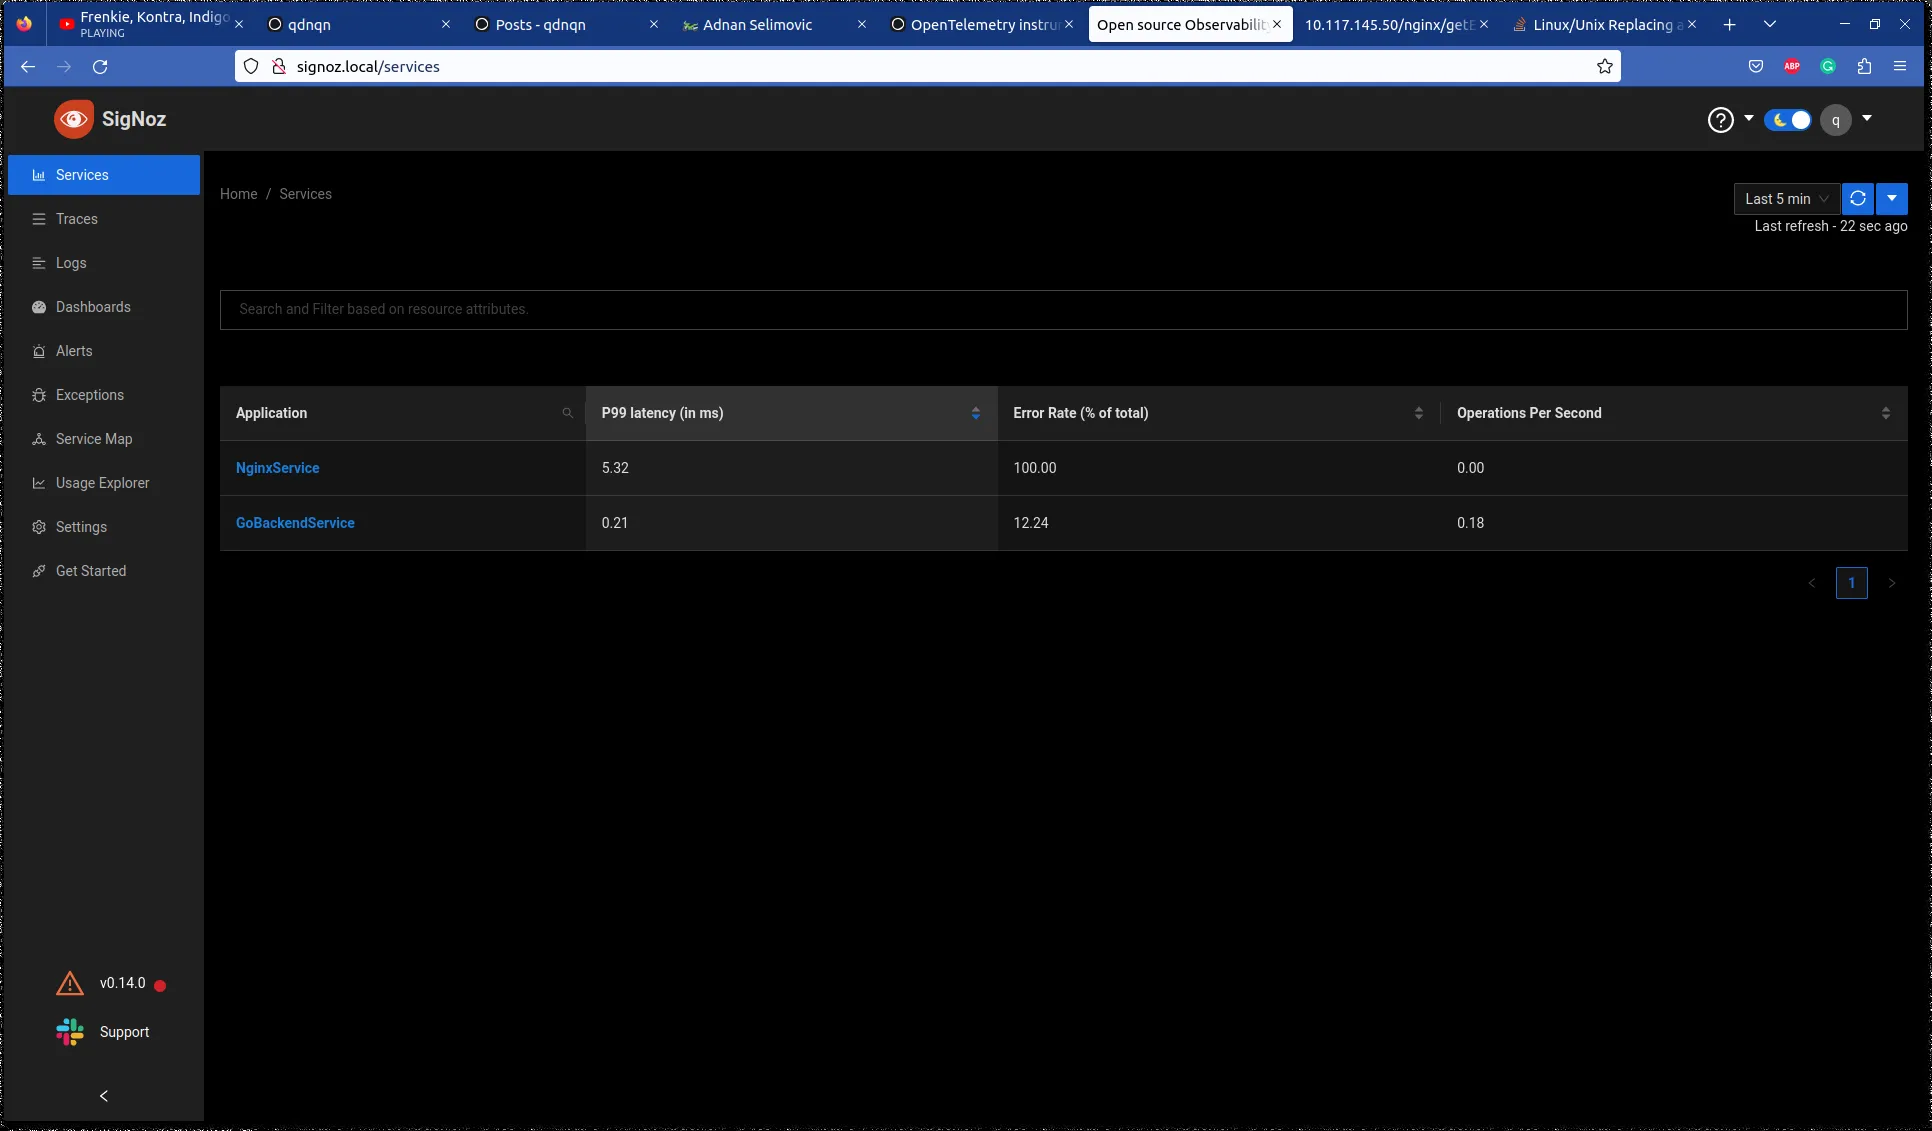 Frenkie, Kontra, Indigo
PLAYING
qdnqn
Posts - qdnqn
Adnan Selimovic
OpenTelemetry instru
Open source Observability
10.117.145.50/nginx/getE
Linux/Unix Replacing a
signoz.local/services
ABP
SigNoz
?
q
Services
Traces
Logs
Dashboards
Alerts
Exceptions
Service Map
Usage Explorer
Settings
Get Started
Home / Services
Last 5 min
Last refresh - 22 sec ago
Search and Filter based on resource attributes.
Application P99 latency (in ms) Error Rate (% of total) Operations Per Second
NginxService 5.32 100.00 0.00
GoBackendService 0.21 12.24 0.18
< 1 >
v0.14.0
Support